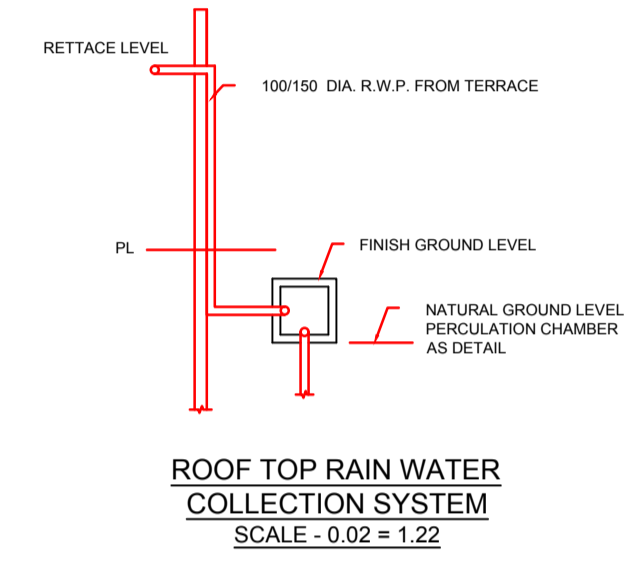 RETTACE LEVEL
100/150 DIA. R.W.P. FROM TERRACE
PL
FINISH GROUND LEVEL
NATURAL GROUND LEVEL
PERCULATION CHAMBER
AS DETAIL
ROOF TOP RAIN WATER
COLLECTION SYSTEM
SCALE - 0.02 = 1.22